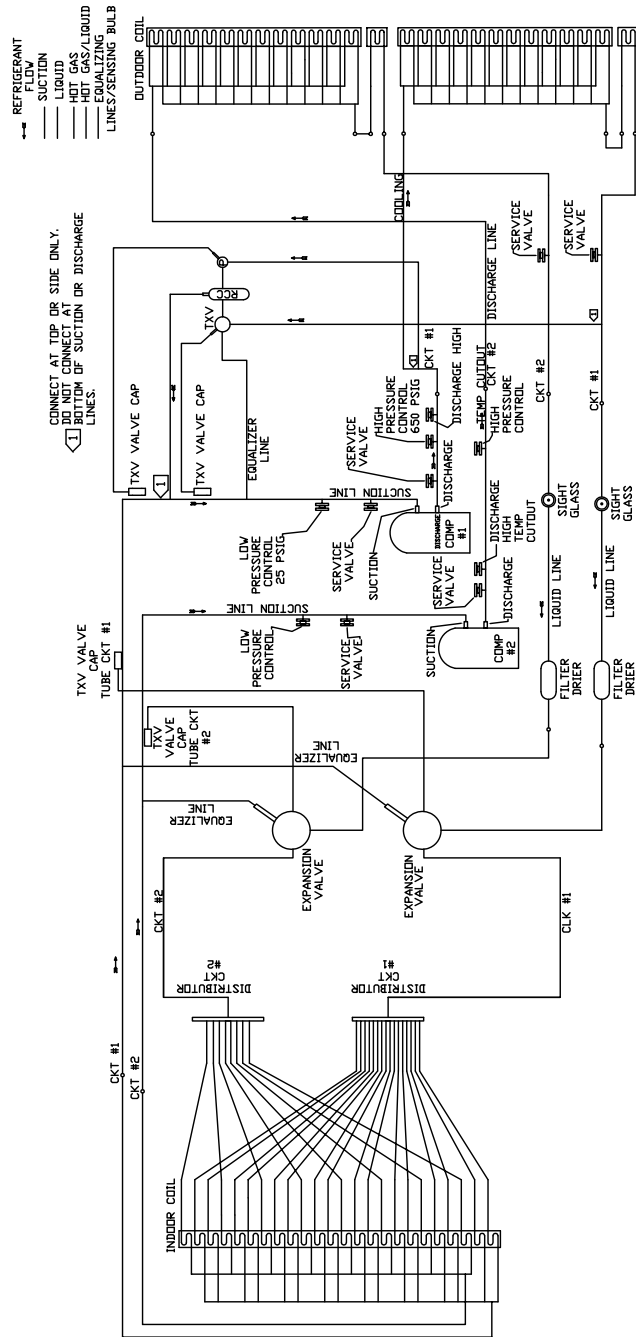 REFRIGERANT
FLOW
SUCTION
LIQUID
HOT GAS
HOT GAS/LIQUID
EQUALIZING
LINES/SENSING BULB
OUTDOOR COIL
CONNECT AT TOP OR SIDE ONLY.
1
DO NOT CONNECT AT
BOTTOM OF SUCTION OR DISCHARGE
LINES.
COOLING
SERVICE
VALVE
SERVICE
VALVE
P
RCC
TXV
DISCHARGE LINE
TXV VALVE CAP
TXV VALVE CAP
1
1
1
EQUALIZER
LINE
CKT #1
DISCHARGE HIGH
TEMP CUTOUT
CKT #2
CKT #2
CKT #1
HIGH
PRESSURE
CONTROL
650 PSIG
HIGH
PRESSURE
CONTROL
SERVICE
VALVE
SUCTION LINE
LOW
PRESSURE
CONTROL
25 PSIG
SERVICE
VALVE
SUCTION
DISCHARGE
DISCHARGE
COMP
#1
DISCHARGE
HIGH
TEMP
CUTOUT
SERVICE
VALVE
SIGHT
GLASS
SIGHT
GLASS
TXV VALVE
CAP
TUBE CKT #1
SUCTION LINE
LOW
PRESSURE
CONTROL
SERVICE
VALVE
SUCTION
COMP
#2
DISCHARGE
LIQUID LINE
LIQUID LINE
FILTER
DRIER
FILTER
DRIER
TXV
VALVE
CAP
TUBE CKT
#2
EQUALIZER
LINE
EQUALIZER
LINE
EXPANSION
VALVE
EXPANSION
VALVE
CKT #2
CLK #1
DISTRIBUTOR
CKT
#2
DISTRIBUTOR
CKT
#1
CKT #1
CKT #2
INDOOR COIL